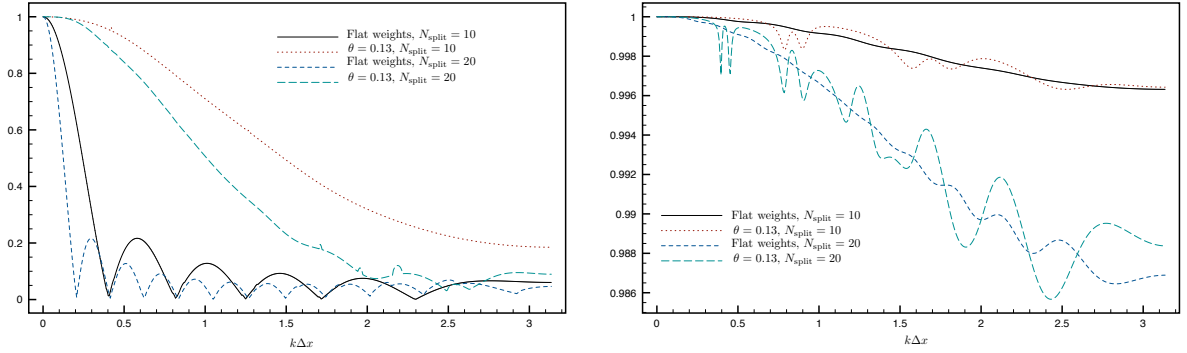 1
0.8
0.6
0.4
0.2
0
0
0.5
1
1.5
2
2.5
3
kΔx
Flat weights, N_split = 10
θ = 0.13, N_split = 10
Flat weights, N_split = 20
θ = 0.13, N_split = 20
1
0.998
0.996
0.994
0.992
0.99
0.988
0.986
0
0.5
1
1.5
2
2.5
3
kΔx
Flat weights, N_split = 10
θ = 0.13, N_split = 10
Flat weights, N_split = 20
θ = 0.13, N_split = 20